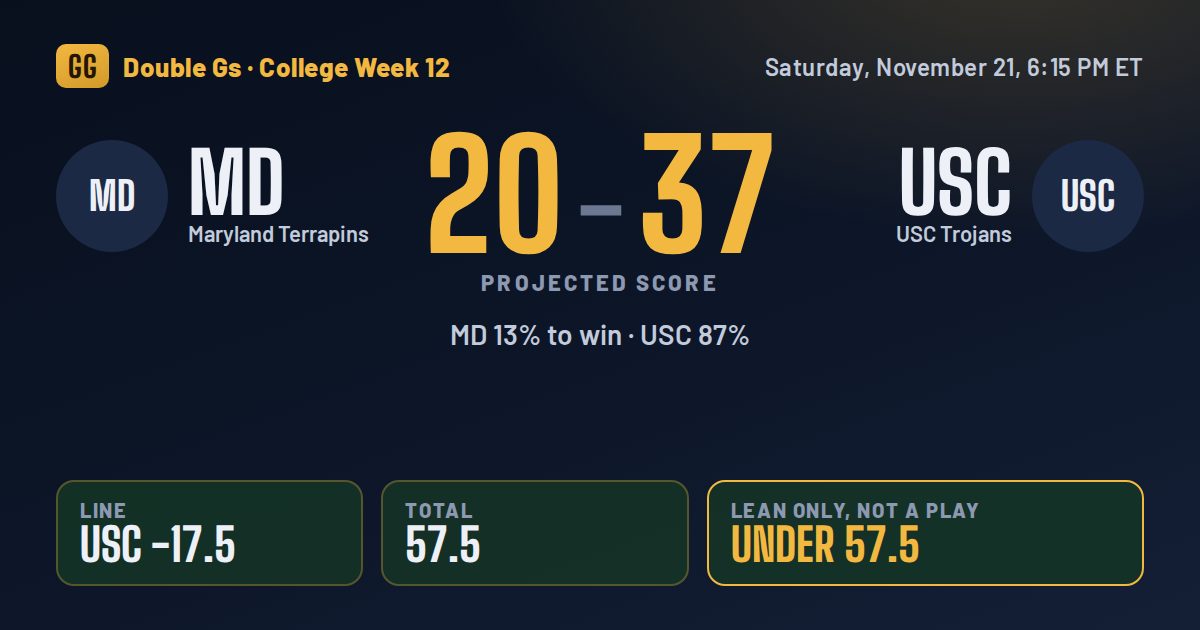 GG Double Gs · College Week 12
Saturday, November 21, 6:15 PM ET
MD
MD
Maryland Terrapins
20 – 37
USC
USC Trojans
USC
PROJECTED SCORE
MD 13% to win · USC 87%
LINE
USC −17.5
TOTAL
57.5
LEAN ONLY, NOT A PLAY
UNDER 57.5